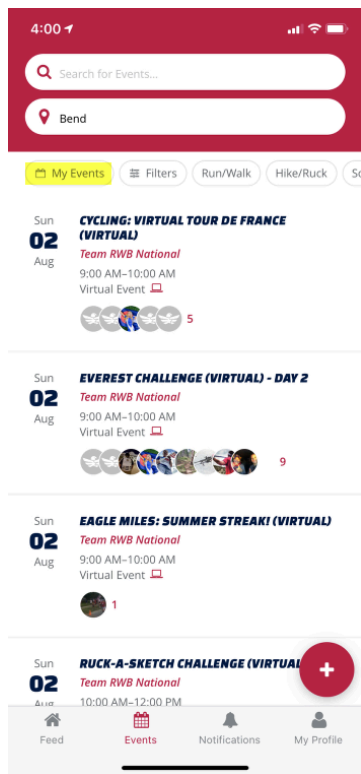 4:00
Search for Events...
Bend
My Events
Filters
Run/Walk
Hike/Ruck
Sun
02
Aug
CYCLING: VIRTUAL TOUR DE FRANCE
(VIRTUAL)
Team RWB National
9:00 AM–10:00 AM
Virtual Event
5
Sun
02
Aug
EVEREST CHALLENGE (VIRTUAL) - DAY 2
Team RWB National
9:00 AM–10:00 AM
Virtual Event
9
Sun
02
Aug
EAGLE MILES: SUMMER STREAK! (VIRTUAL)
Team RWB National
9:00 AM–10:00 AM
Virtual Event
1
Sun
02
Aug
RUCK-A-SKETCH CHALLENGE (VIRTUAL
Team RWB National
10:00 AM–12:00 PM
Feed
Events
Notifications
My Profile